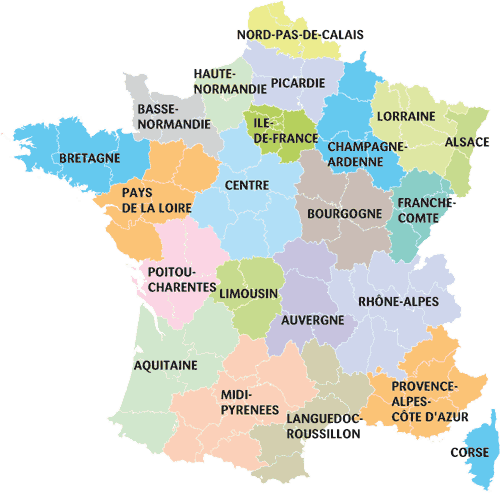 NORD-PAS-DE-CALAIS
HAUTE-
NORMANDIE
PICARDIE
BASSE-
NORMANDIE
ILE-
DE-FRANCE
LORRAINE
ALSACE
CHAMPAGNE-
ARDENNE
BRETAGNE
PAYS
DE LA LOIRE
CENTRE
BOURGOGNE
FRANCHE-
COMTE
POITOU-
CHARENTES
LIMOUSIN
AUVERGNE
RHÔNE-ALPES
AQUITAINE
MIDI-
PYRENEES
LANGUEDOC-
ROUSSILLON
PROVENCE-
ALPES-
CÔTE D'AZUR
CORSE